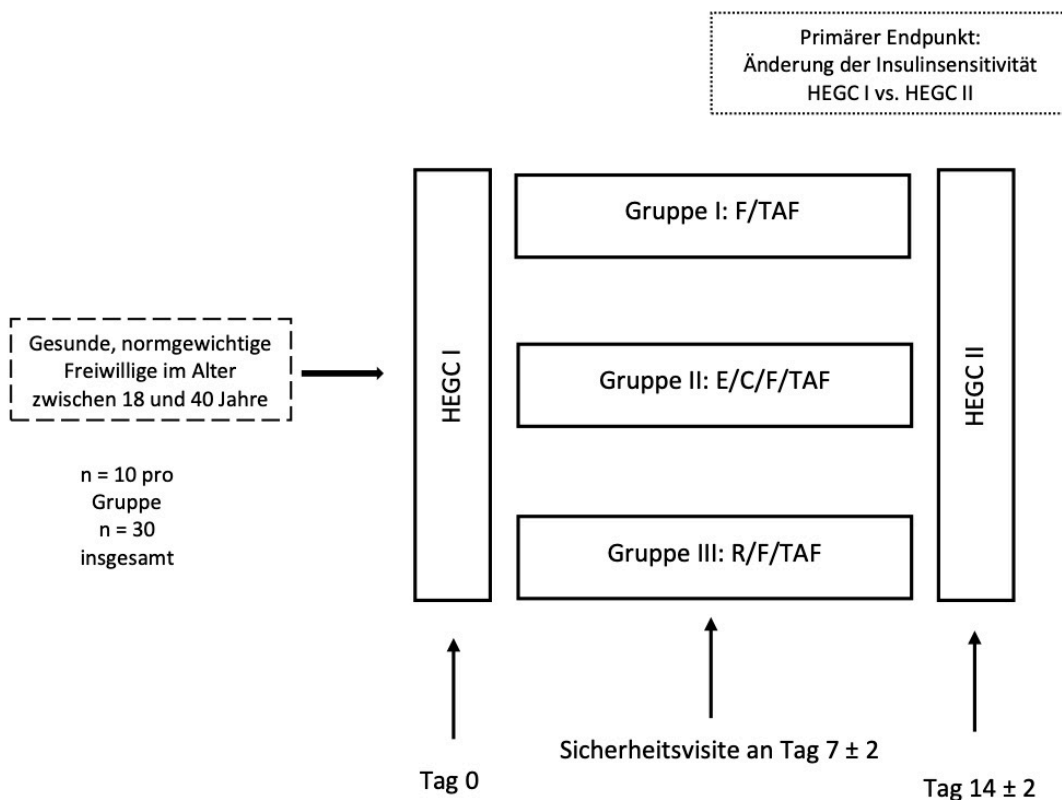 Primärer Endpunkt:
Änderung der Insulinsensitivität
HEGC I vs. HEGC II
Gesunde, normgewichtige
Freiwillige im Alter
zwischen 18 und 40 Jahre
n = 10 pro
Gruppe
n = 30
insgesamt
HEGC I
Gruppe I: F/TAF
Gruppe II: E/C/F/TAF
Gruppe III: R/F/TAF
HEGC II
Tag 0
Sicherheitsvisite an Tag 7 ± 2
Tag 14 ± 2